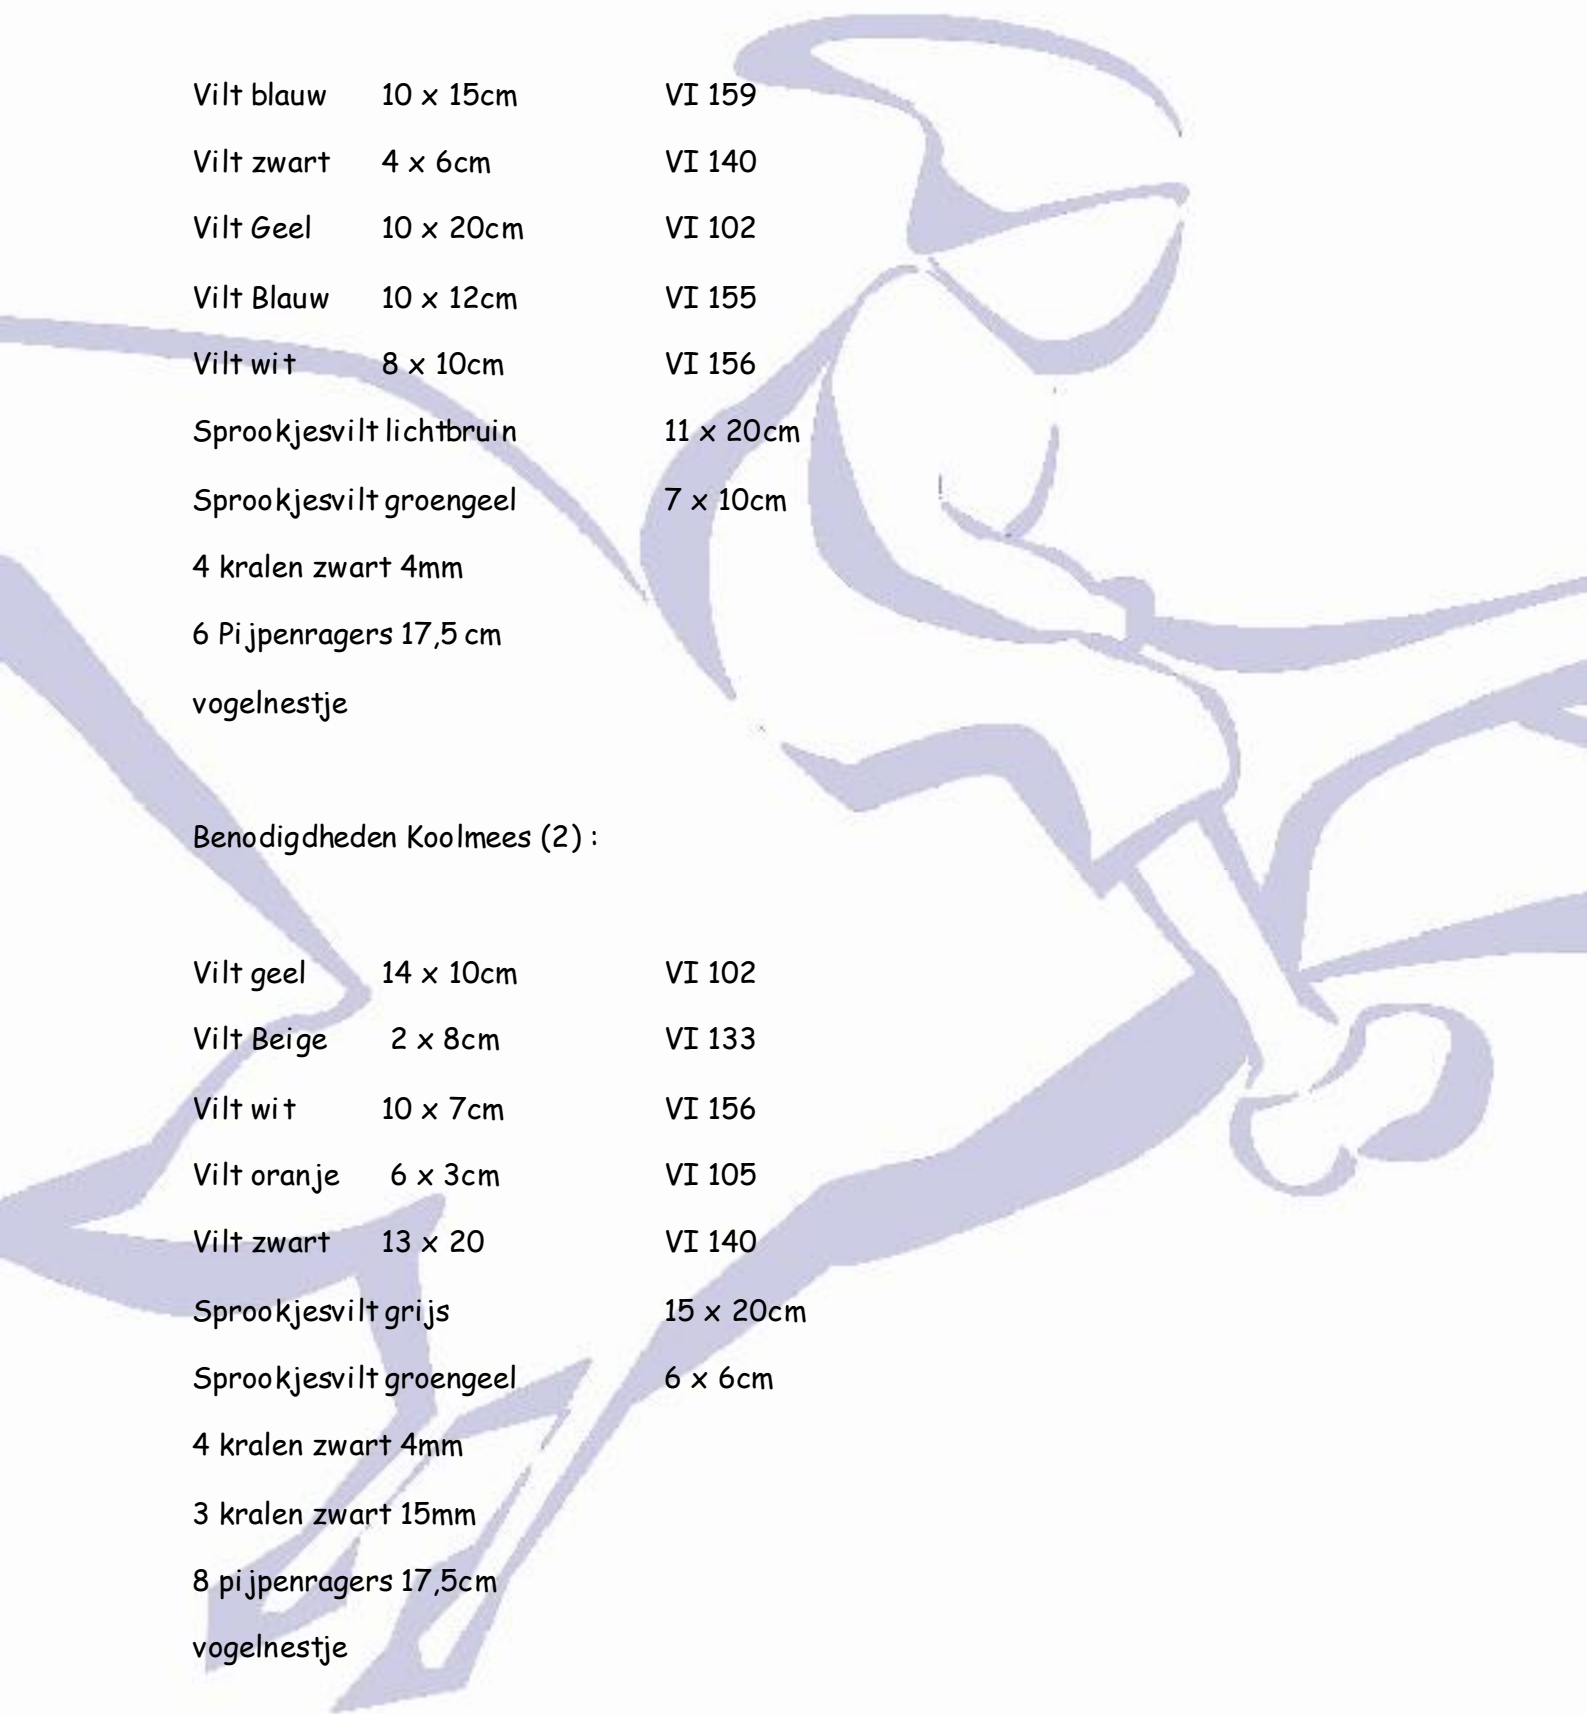 Vilt blauw 10 x 15cm VI 159
Vilt zwart 4 x 6cm VI 140
Vilt Geel 10 x 20cm VI 102
Vilt Blauw 10 x 12cm VI 155
Vilt wit 8 x 10cm VI 156
Sprookjesvilt lichtbruin 11 x 20cm
Sprookjesvilt groengeel 7 x 10cm
4 kralen zwart 4mm
6 Pijpenragers 17,5 cm
vogelnestje
Benodigdheden Koolmees (2) :
Vilt geel 14 x 10cm VI 102
Vilt Beige 2 x 8cm VI 133
Vilt wit 10 x 7cm VI 156
Vilt oranje 6 x 3cm VI 105
Vilt zwart 13 x 20 VI 140
Sprookjesvilt grijs 15 x 20cm
Sprookjesvilt groengeel 6 x 6cm
4 kralen zwart 4mm
3 kralen zwart 15mm
8 pijpenragers 17,5cm
vogelnestje